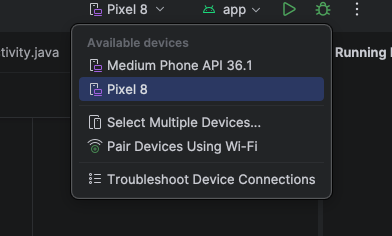 Pixel 8 app
Available devices
tivity.java
Medium Phone API 36.1
Running
Pixel 8
Select Multiple Devices...
Pair Devices Using Wi-Fi
Troubleshoot Device Connections